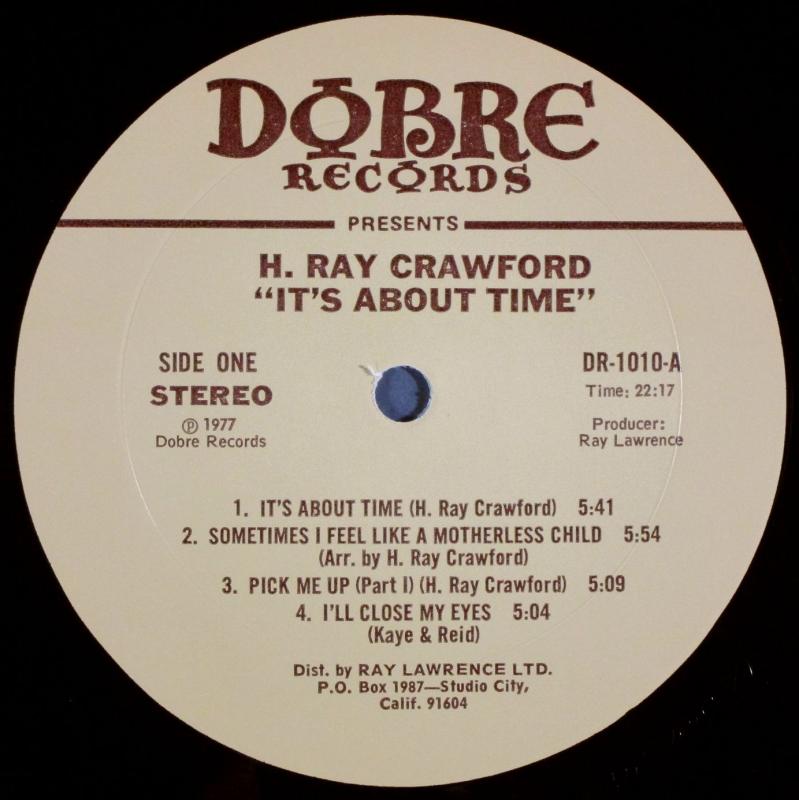 DOBRE
RECORDS
PRESENTS
H. RAY CRAWFORD
“IT’S ABOUT TIME”
SIDE ONE
STEREO
℗ 1977
Dobre Records
DR-1010-A
Time: 22:17
Producer:
Ray Lawrence
1. IT’S ABOUT TIME (H. Ray Crawford) 5:41
2. SOMETIMES I FEEL LIKE A MOTHERLESS CHILD 5:54
(Arr. by H. Ray Crawford)
3. PICK ME UP (Part I) (H. Ray Crawford) 5:09
4. I’LL CLOSE MY EYES 5:04
(Kaye & Reid)
Dist. by RAY LAWRENCE LTD.
P.O. Box 1987—Studio City,
Calif. 91604